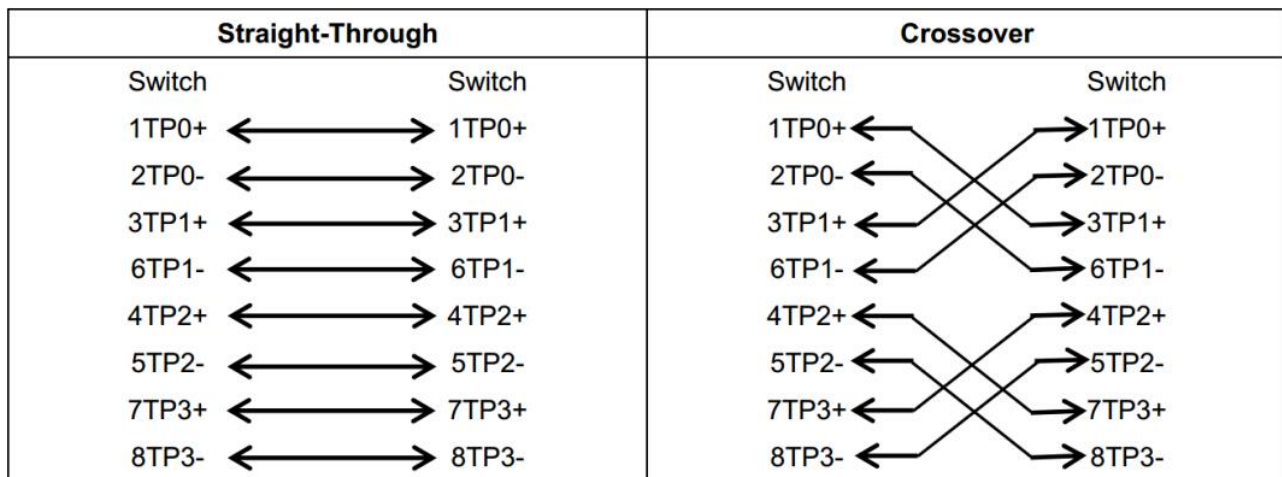 Straight-Through Crossover
Switch Switch Switch Switch
1TP0+ 1TP0+ 1TP0+ 1TP0+
2TP0- 2TP0- 2TP0- 2TP0-
3TP1+ 3TP1+ 3TP1+ 3TP1+
6TP1- 6TP1- 6TP1- 6TP1-
4TP2+ 4TP2+ 4TP2+ 4TP2+
5TP2- 5TP2- 5TP2- 5TP2-
7TP3+ 7TP3+ 7TP3+ 7TP3+
8TP3- 8TP3- 8TP3- 8TP3-